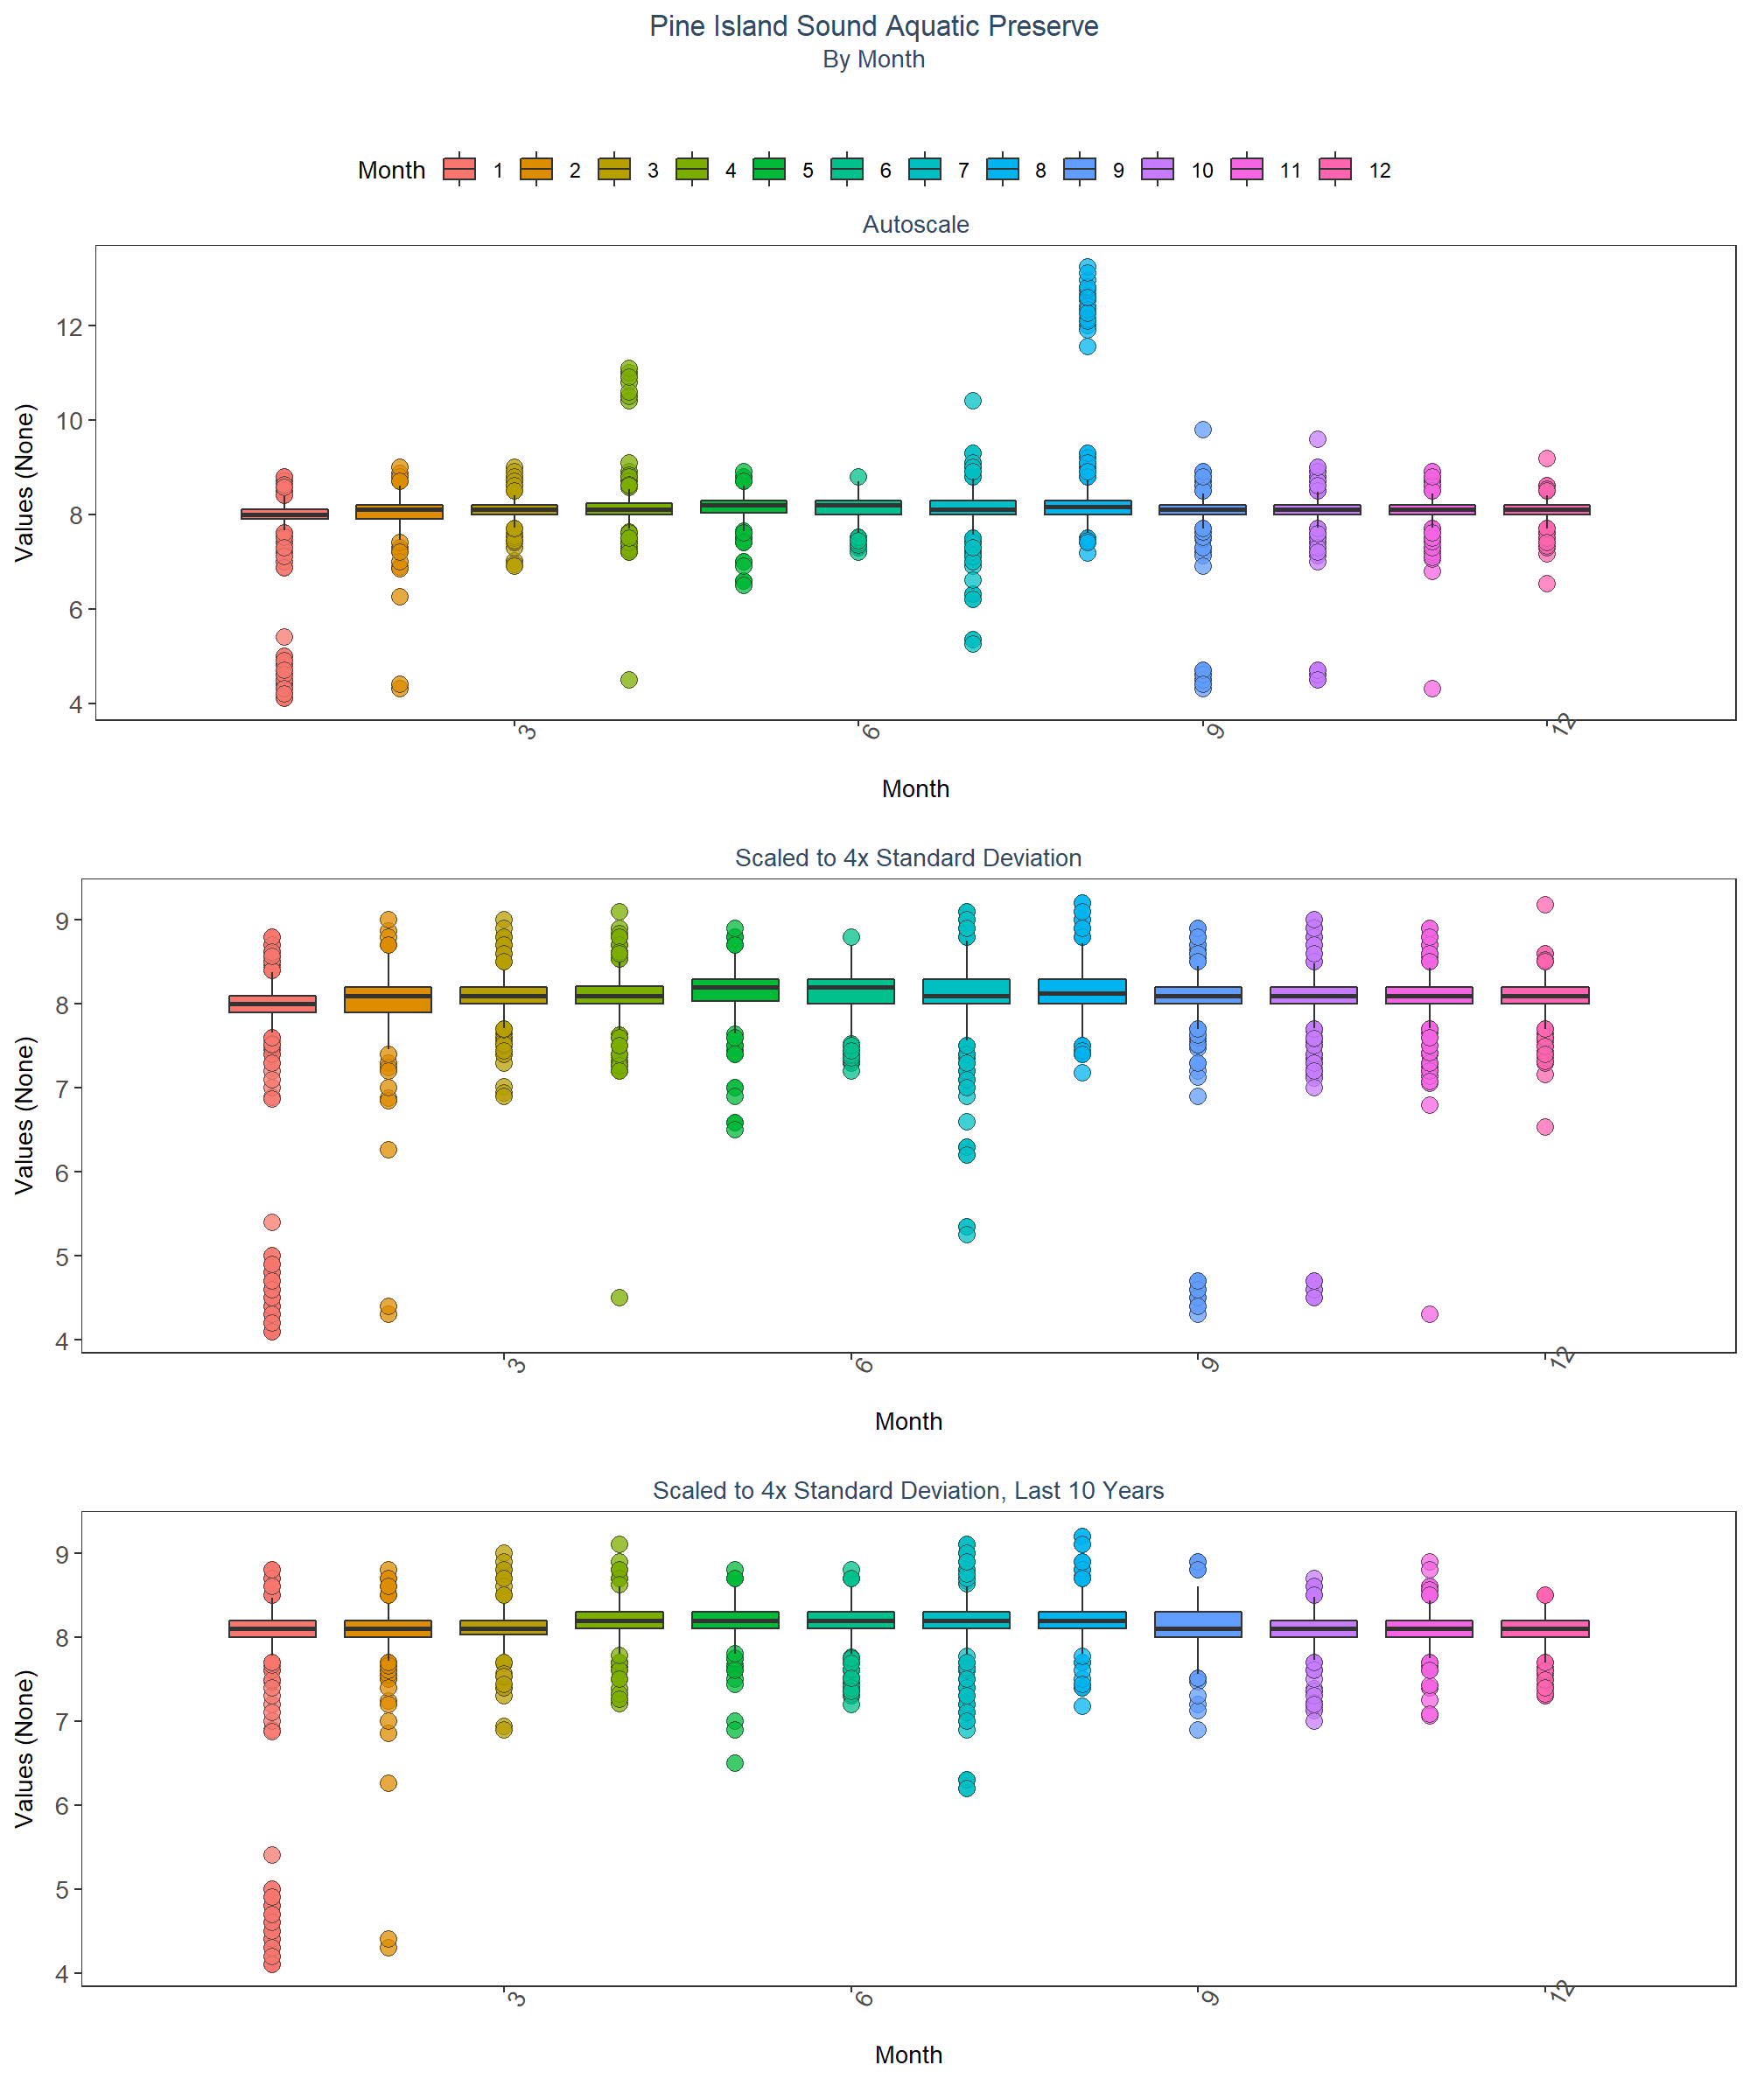 Pine Island Sound Aquatic Preserve
By Month
Month 1 2 3 4 5 6 7 8 9 10 11 12
Autoscale
Values (None)
12
10
8
6
4
3 6 9 12
Month
Scaled to 4x Standard Deviation
Values (None)
9
8
7
6
5
4
3 6 9 12
Month
Scaled to 4x Standard Deviation, Last 10 Years
Values (None)
9
8
7
6
5
4
3 6 9 12
Month